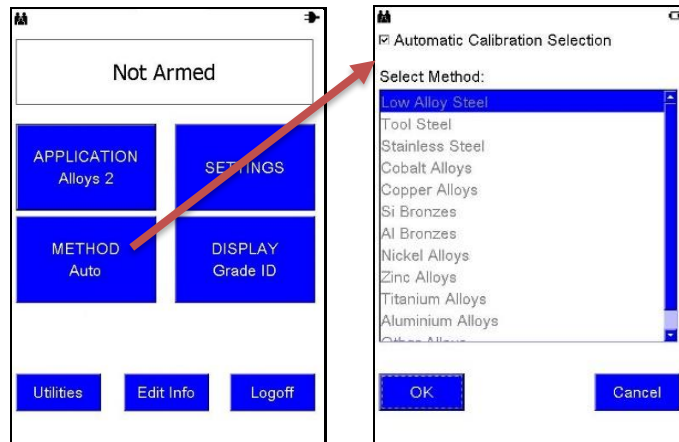 Not Armed
APPLICATION
Alloys 2
SETTINGS
METHOD
Auto
DISPLAY
Grade ID
Utilities
Edit Info
Logoff
Automatic Calibration Selection
Select Method:
Low Alloy Steel
Tool Steel
Stainless Steel
Cobalt Alloys
Copper Alloys
Si Bronzes
Al Bronzes
Nickel Alloys
Zinc Alloys
Titanium Alloys
Aluminium Alloys
Other Alloys
OK
Cancel